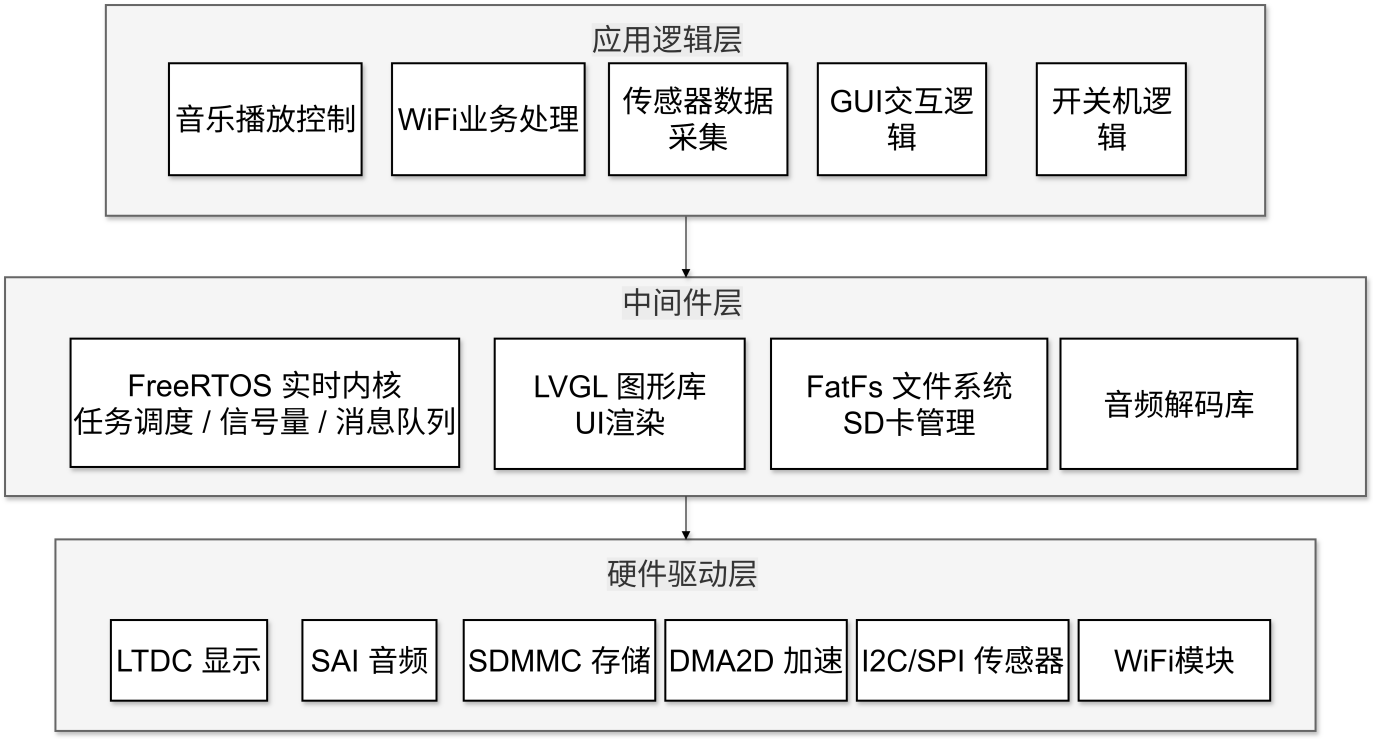 应用逻辑层
音乐播放控制
WiFi业务处理
传感器数据
采集
GUI交互逻
辑
开关机逻
辑
中间件层
FreeRTOS 实时内核
任务调度 / 信号量 / 消息队列
LVGL 图形库
UI渲染
FatFs 文件系统
SD卡管理
音频解码库
硬件驱动层
LTDC 显示
SAI 音频
SDMMC 存储
DMA2D 加速
I2C/SPI 传感器
WiFi模块